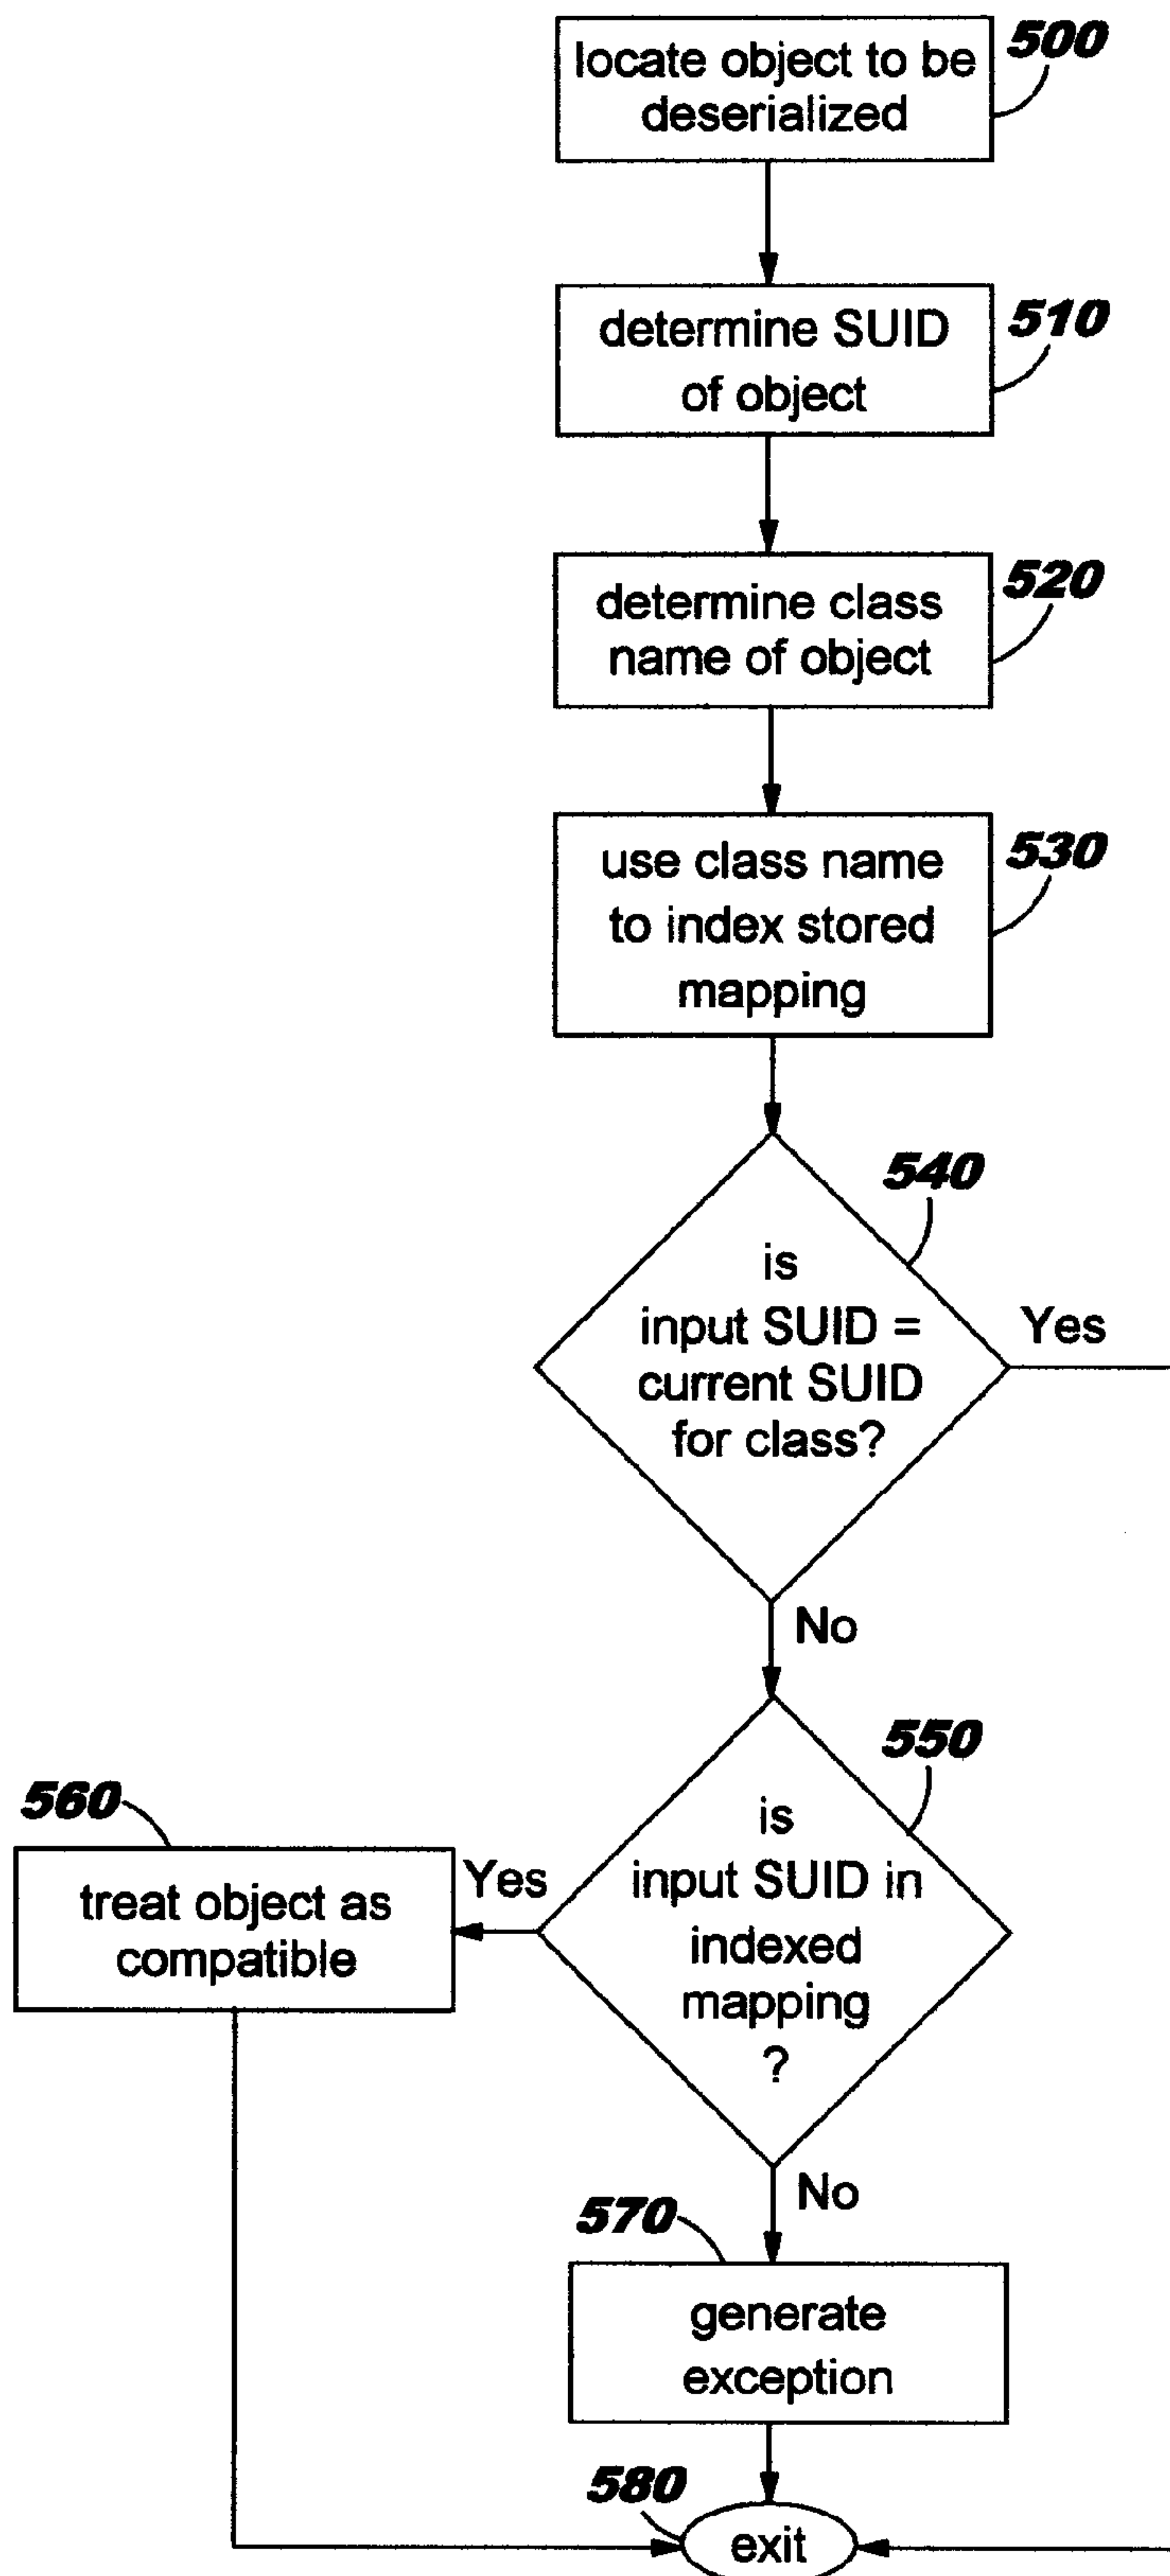 500
locate object to be
deserialized
510
determine SUID
of object
520
determine class
name of object
530
use class name
to index stored
mapping
540
is
input SUID =
current SUID
for class?
Yes
No
550
is
input SUID in
indexed
mapping
?
Yes
560
treat object as
compatible
No
570
generate
exception
580
exit